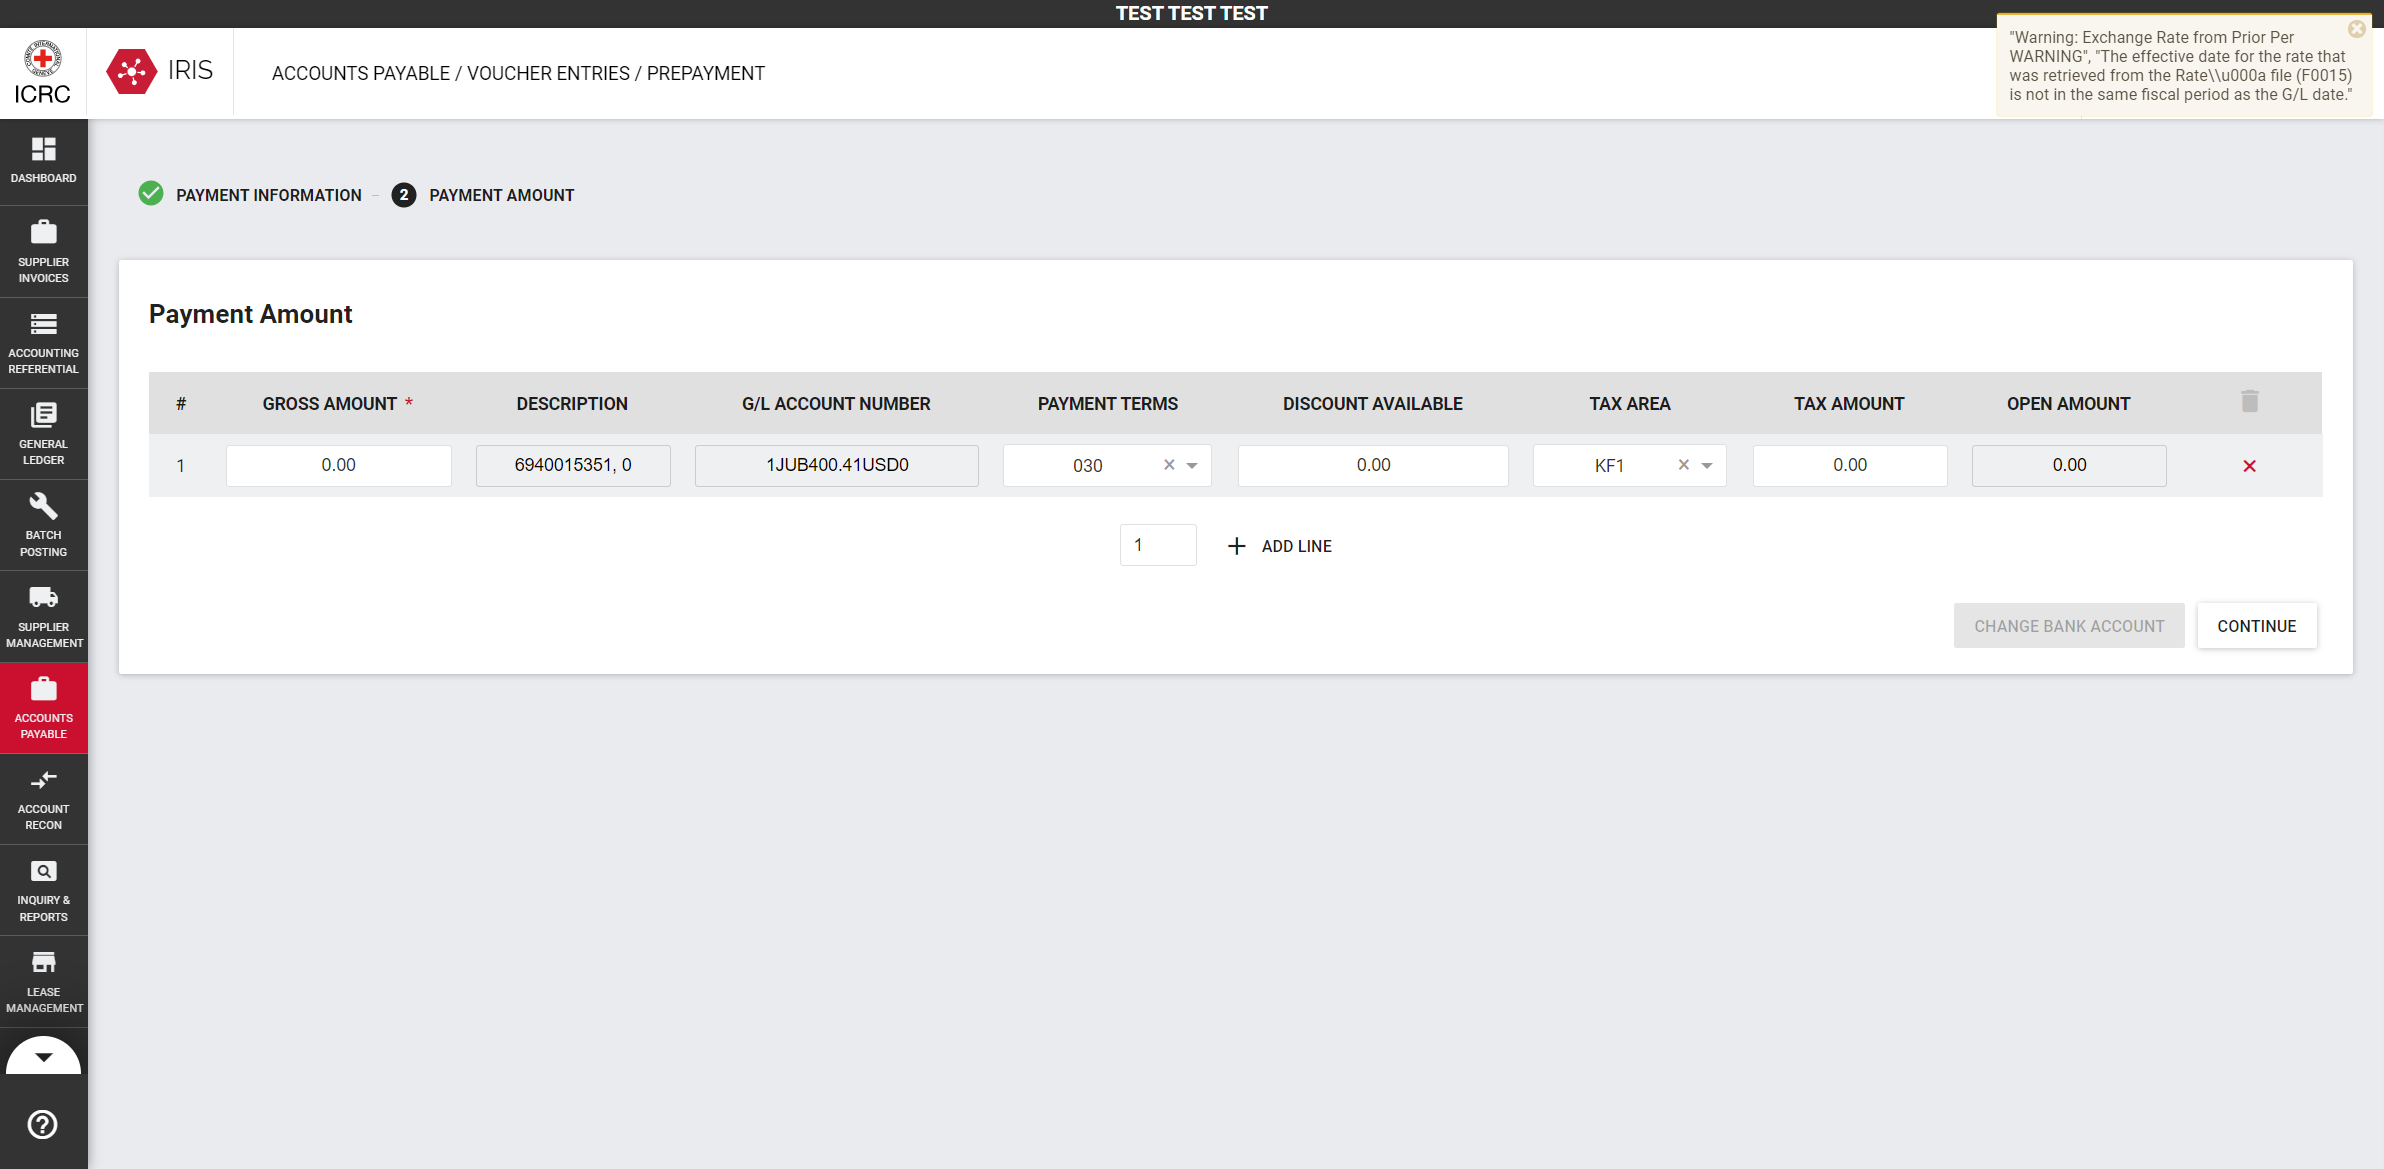 TEST TEST TEST
ICRC
IRIS
ACCOUNTS PAYABLE / VOUCHER ENTRIES / PREPAYMENT
"Warning: Exchange Rate from Prior Per
WARNING", "The effective date for the rate that
was retrieved from the Rate\\u000a file (F0015)
is not in the same fiscal period as the G/L date."
DASHBOARD
SUPPLIER
INVOICES
ACCOUNTING
REFERENTIAL
GENERAL
LEDGER
BATCH
POSTING
SUPPLIER
MANAGEMENT
ACCOUNTS
PAYABLE
ACCOUNT
RECON
INQUIRY &
REPORTS
LEASE
MANAGEMENT
PAYMENT INFORMATION – 2 PAYMENT AMOUNT
Payment Amount
# GROSS AMOUNT * DESCRIPTION G/L ACCOUNT NUMBER PAYMENT TERMS DISCOUNT AVAILABLE TAX AREA TAX AMOUNT OPEN AMOUNT
1 0.00 6940015351, 0 1JUB400.41USD0 030 0.00 KF1 0.00 0.00
1 ADD LINE
CHANGE BANK ACCOUNT CONTINUE